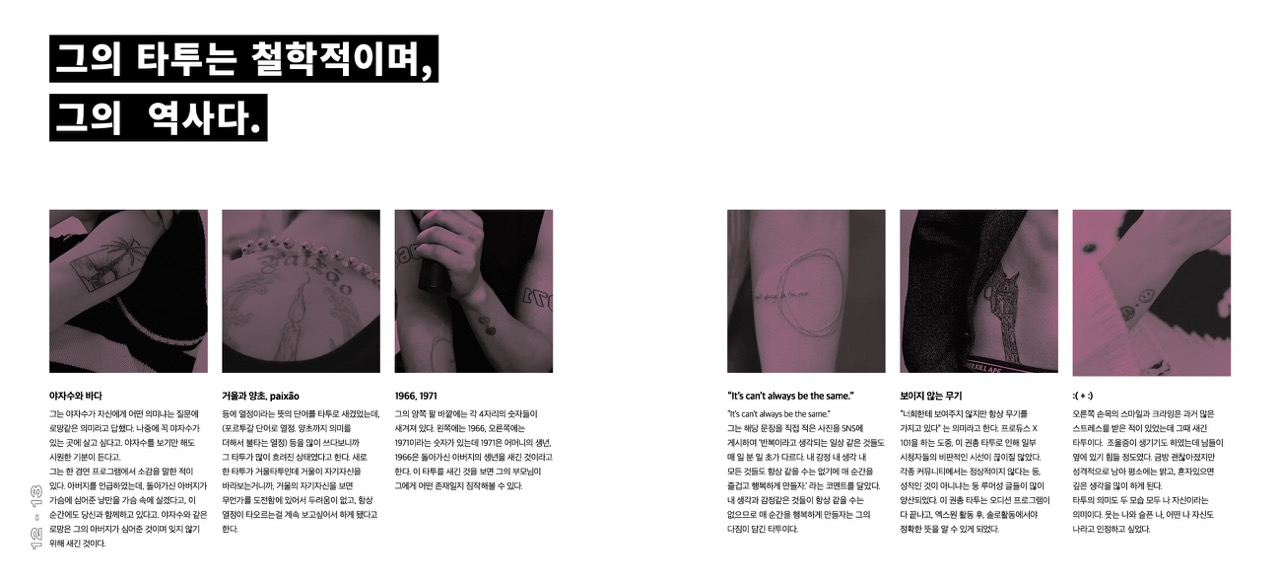 그의 타투는 철학적이며,
그의 역사다.
paixão
야자수와 바다
그는 야자수가 자신에게 어떤 의미냐는 질문에
로망같은 의미라고 답했다. 나중에 꼭 야자수가
있는 곳에 살고 싶다고. 야자수를 보기만 해도
시원한 기분이 든다고.
그는 한 경연 프로그램에서 소감을 말한 적이
있다. 아버지를 언급하였는데, 돌아가신 아버지가
가슴에 심어준 낭만을 가슴 속에 살겠다고, 이
순간에도 당신과 함께하고 있다고. 야자수와 같은
로망은 그의 아버지가 심어준 것이며 잊지 않기
위해 새긴 것이다.
거울과 양초, paixão
등에 열정이라는 뜻의 단어를 타투로 새겼었는데,
(포르투갈 단어로 열정. 양초까지 의미를
더해서 불타는 열정) 등을 많이 쓰다보니까
그 타투가 많이 흐려진 상태였다고 한다. 새로
한 타투가 거울타투인데 거울이 자기자신을
바라보는거니까, 거울의 자기자신을 보면
무언가를 도전함에 있어서 두려움이 없고, 항상
열정이 타오르는걸 계속 보고싶어서 하게 됐다고
한다.
1966, 1971
그의 양쪽 팔 바깥에는 각 4자리의 숫자들이
새겨져 있다. 왼쪽에는 1966, 오른쪽에는
1971이라는 숫자가 있는데 1971은 어머니의 생년,
1966은 돌아가신 아버지의 생년을 새긴 것이라고
한다. 이 타투를 새긴 것을 보면 그의 부모님이
그에게 어떤 존재일지 짐작해볼 수 있다.
"It's can't always be the same."
"It's can't always be the same."
그는 해당 문장을 직접 적은 사진을 SNS에
게시하며 '반복이라고 생각되는 일상 같은 것들도
매 일 분 일 초가 다르다. 내 감정 내 생각 내
모든 것들도 항상 같을 수는 없기에 매 순간을
즐겁고 행복하게 만들자.' 라는 코멘트를 달았다.
내 생각과 감정같은 것들이 항상 같을 수는
없으므로 매 순간을 행복하게 만들자는 그의
다짐이 담긴 타투이다.
보이지 않는 무기
"너희한테 보여주지 않지만 항상 무기를
가지고 있다" 는 의미라고 한다. 프로듀스 X
101을 하는 도중, 이 권총 타투로 인해 일부
시청자들의 비판적인 시선이 끊이질 않았다.
각종 커뮤니티에서는 정상적이지 않다는 둥,
성적인 것이 아니냐는 둥 루머성 글들이 많이
양산되었다. 이 권총 타투는 오디션 프로그램이
다 끝나고, 엑스원 활동 후, 솔로활동에서야
정확한 뜻을 알 수 있게 되었다.
:( + :)
오른쪽 손목의 스마일과 크라잉은 과거 많은
스트레스를 받은 적이 있었는데 그때 새긴
타투이다. 조울증이 생기기도 하였는데 남들이
옆에 있기 힘들 정도였다. 금방 괜찮아졌지만
성격적으로 남아 평소에는 밝고, 혼자있으면
깊은 생각을 많이 하게 된다.
타투의 의미도 두 모습 모두 나 자신이라는
의미이다. 웃는 나와 슬픈 나, 어떤 나 자신도
나라고 인정하고 싶었다.
12 - 13